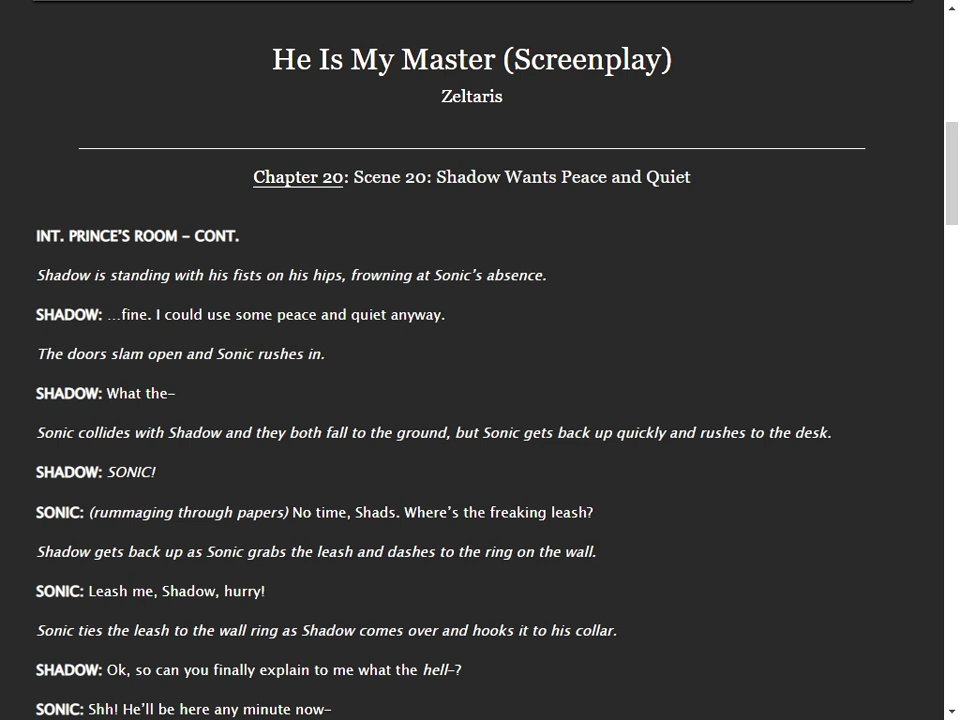 He Is My Master (Screenplay)
Zeltaris
Chapter 20: Scene 20: Shadow Wants Peace and Quiet
INT. PRINCE'S ROOM – CONT.
Shadow is standing with his fists on his hips, frowning at Sonic's absence.
SHADOW: …fine. I could use some peace and quiet anyway.
The doors slam open and Sonic rushes in.
SHADOW: What the–
Sonic collides with Shadow and they both fall to the ground, but Sonic gets back up quickly and rushes to the desk.
SHADOW: SONIC!
SONIC: (rummaging through papers) No time, Shads. Where's the freaking leash?
Shadow gets back up as Sonic grabs the leash and dashes to the ring on the wall.
SONIC: Leash me, Shadow, hurry!
Sonic ties the leash to the wall ring as Shadow comes over and hooks it to his collar.
SHADOW: Ok, so can you finally explain to me what the hell–?
SONIC: Shh! He'll be here any minute now–